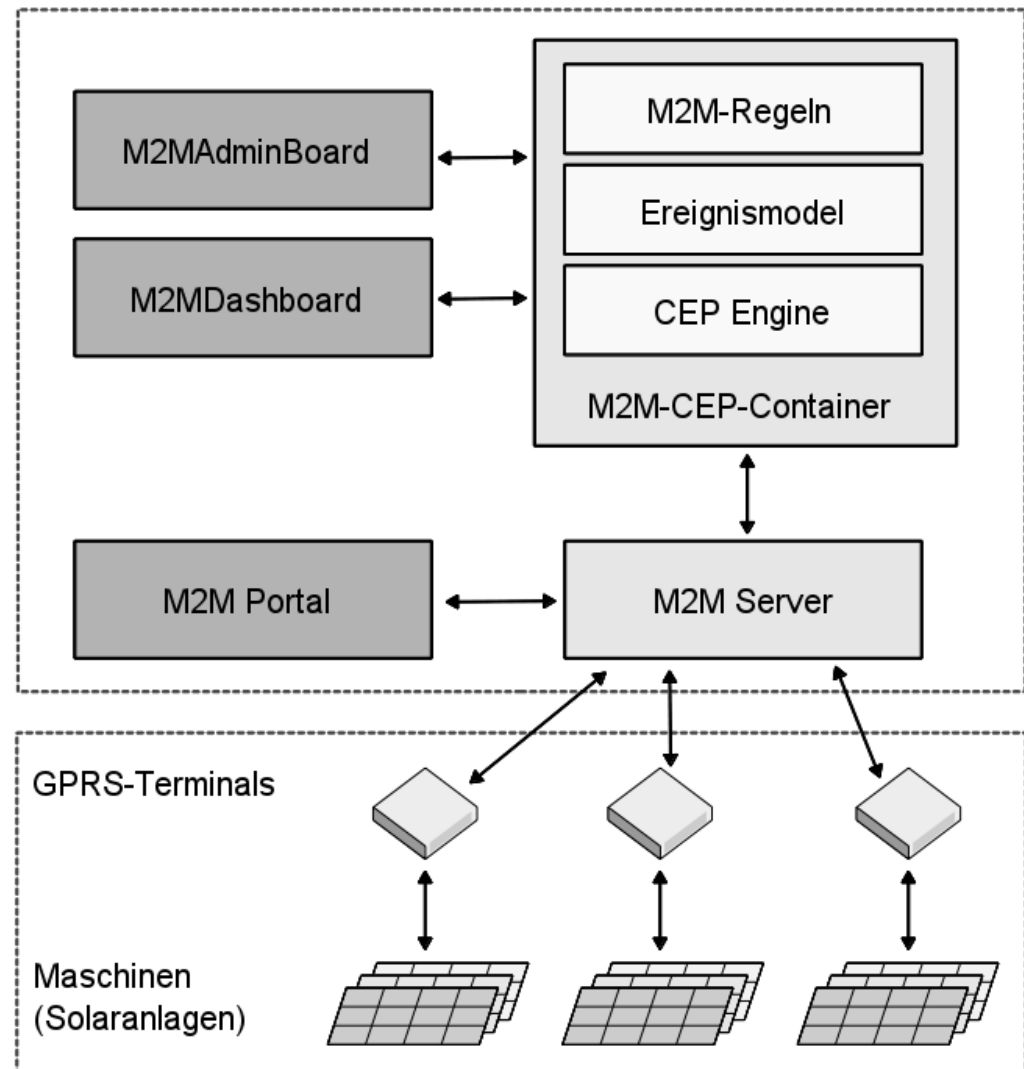 M2M-Regeln
M2MAdminBoard
Ereignismodel
M2MDashboard
CEP Engine
M2M-CEP-Container
M2M Portal
M2M Server
GPRS-Terminals
Maschinen
(Solaranlagen)